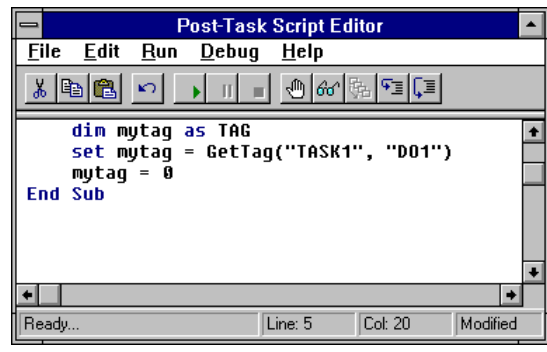 Post-Task Script Editor
File Edit Run Debug Help
dim mytag as TAG
set mytag = GetTag("TASK1", "DO1")
mytag = 0
End Sub
Ready... Line: 5 Col: 20 Modified